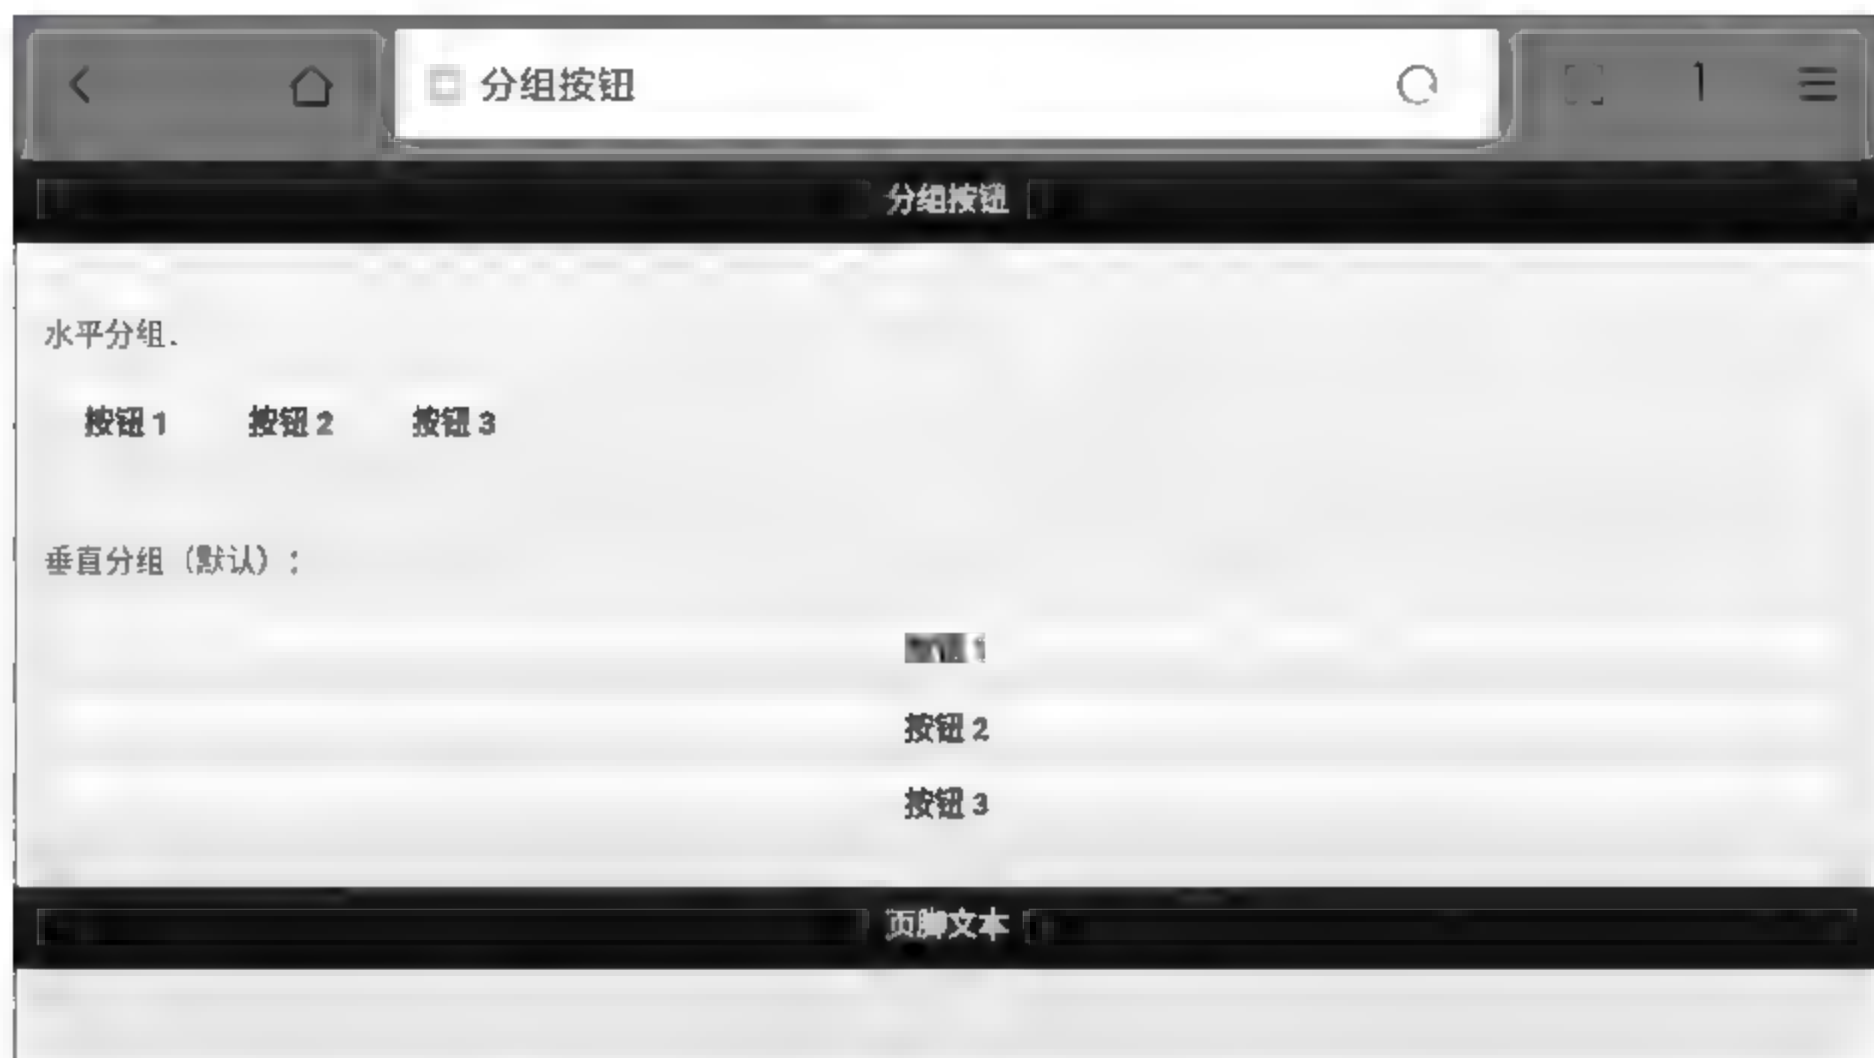 分组按钮 1
分组按钮
水平分组.
按钮 1 按钮 2 按钮 3
垂直分组（默认）：
按钮 2
按钮 3
页脚文本